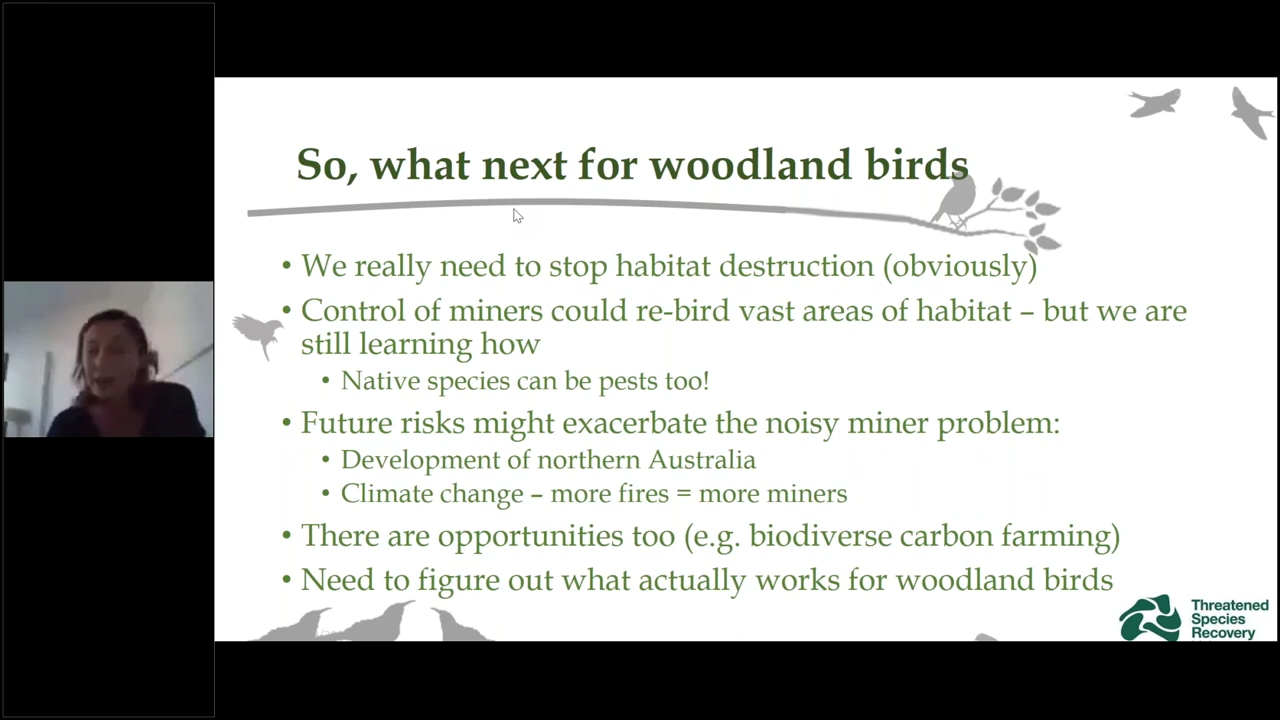 So, what next for woodland birds
• We really need to stop habitat destruction (obviously)
• Control of miners could re-bird vast areas of habitat – but we are
still learning how
• Native species can be pests too!
• Future risks might exacerbate the noisy miner problem:
• Development of northern Australia
• Climate change – more fires = more miners
• There are opportunities too (e.g. biodiverse carbon farming)
• Need to figure out what actually works for woodland birds
Threatened
Species
Recovery